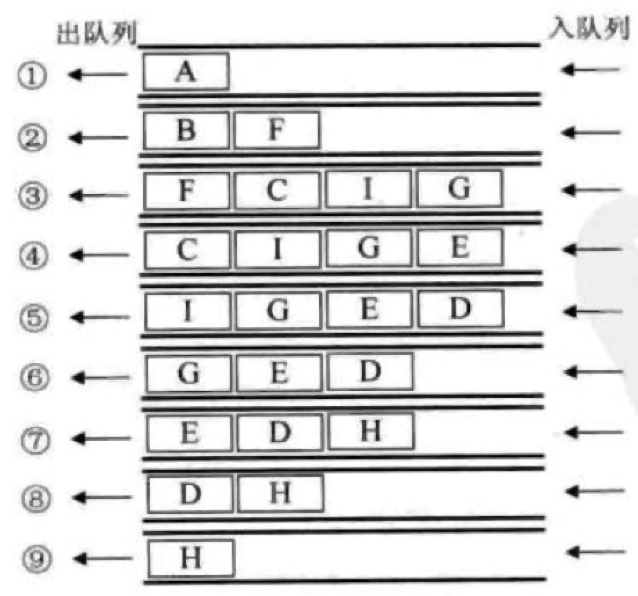 出队列 入队列
① A
② B F
③ F C I G
④ C I G E
⑤ I G E D
⑥ G E D
⑦ E D H
⑧ D H
⑨ H